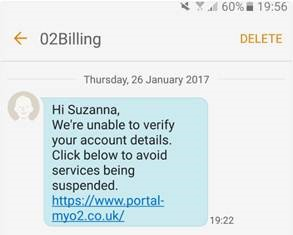 60% 19:56
02Billing
DELETE
Thursday, 26 January 2017
Hi Suzanna,
We're unable to verify
your account details.
Click below to avoid
services being
suspended.
https://www.portal-
myo2.co.uk/
19:22